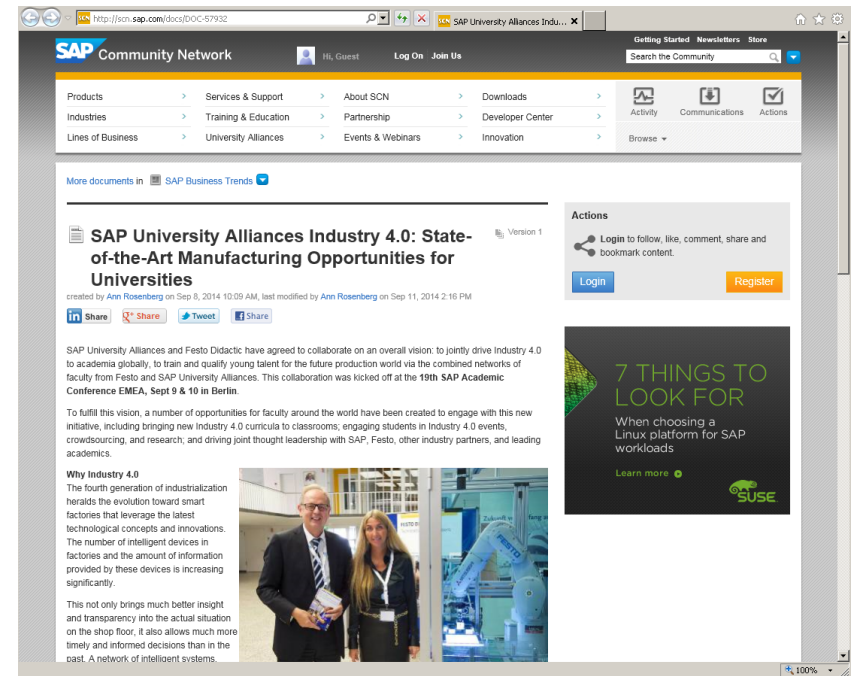 http://scn.sap.com/docs/DOC-57932
SAP University Alliances Indu...
Getting Started Newsletters Store
SAP Community Network
Hi, Guest
Log On Join Us
Search the Community
Products
Services & Support
About SCN
Downloads
Industries
Training & Education
Partnership
Developer Center
Lines of Business
University Alliances
Events & Webinars
Innovation
Activity
Communications
Actions
Browse
More documents in SAP Business Trends
SAP University Alliances Industry 4.0: State-
of-the-Art Manufacturing Opportunities for
Universities
Version 1
created by Ann Rosenberg on Sep 8, 2014 10:09 AM, last modified by Ann Rosenberg on Sep 11, 2014 2:16 PM
in Share
g+ Share
Tweet
f Share
SAP University Alliances and Festo Didactic have agreed to collaborate on an overall vision: to jointly drive Industry 4.0
to academia globally, to train and qualify young talent for the future production world via the combined networks of
faculty from Festo and SAP University Alliances. This collaboration was kicked off at the 19th SAP Academic
Conference EMEA, Sept 9 & 10 in Berlin.
To fulfill this vision, a number of opportunities for faculty around the world have been created to engage with this new
initiative, including bringing new Industry 4.0 curricula to classrooms; engaging students in Industry 4.0 events,
crowdsourcing, and research; and driving joint thought leadership with SAP, Festo, other industry partners, and leading
academics.
Why Industry 4.0
The fourth generation of industrialization
heralds the evolution toward smart
factories that leverage the latest
technological concepts and innovations.
The number of intelligent devices in
factories and the amount of information
provided by these devices is increasing
significantly.
This not only brings much better insight
and transparency into the actual situation
on the shop floor, it also allows much more
timely and informed decisions than in the
past. A network of intelligent systems,
FESTO
Actions
Login to follow, like, comment, share and
bookmark content.
Login
Register
7 THINGS TO
LOOK FOR
When choosing a
Linux platform for SAP
workloads
Learn more
SUSE
100%